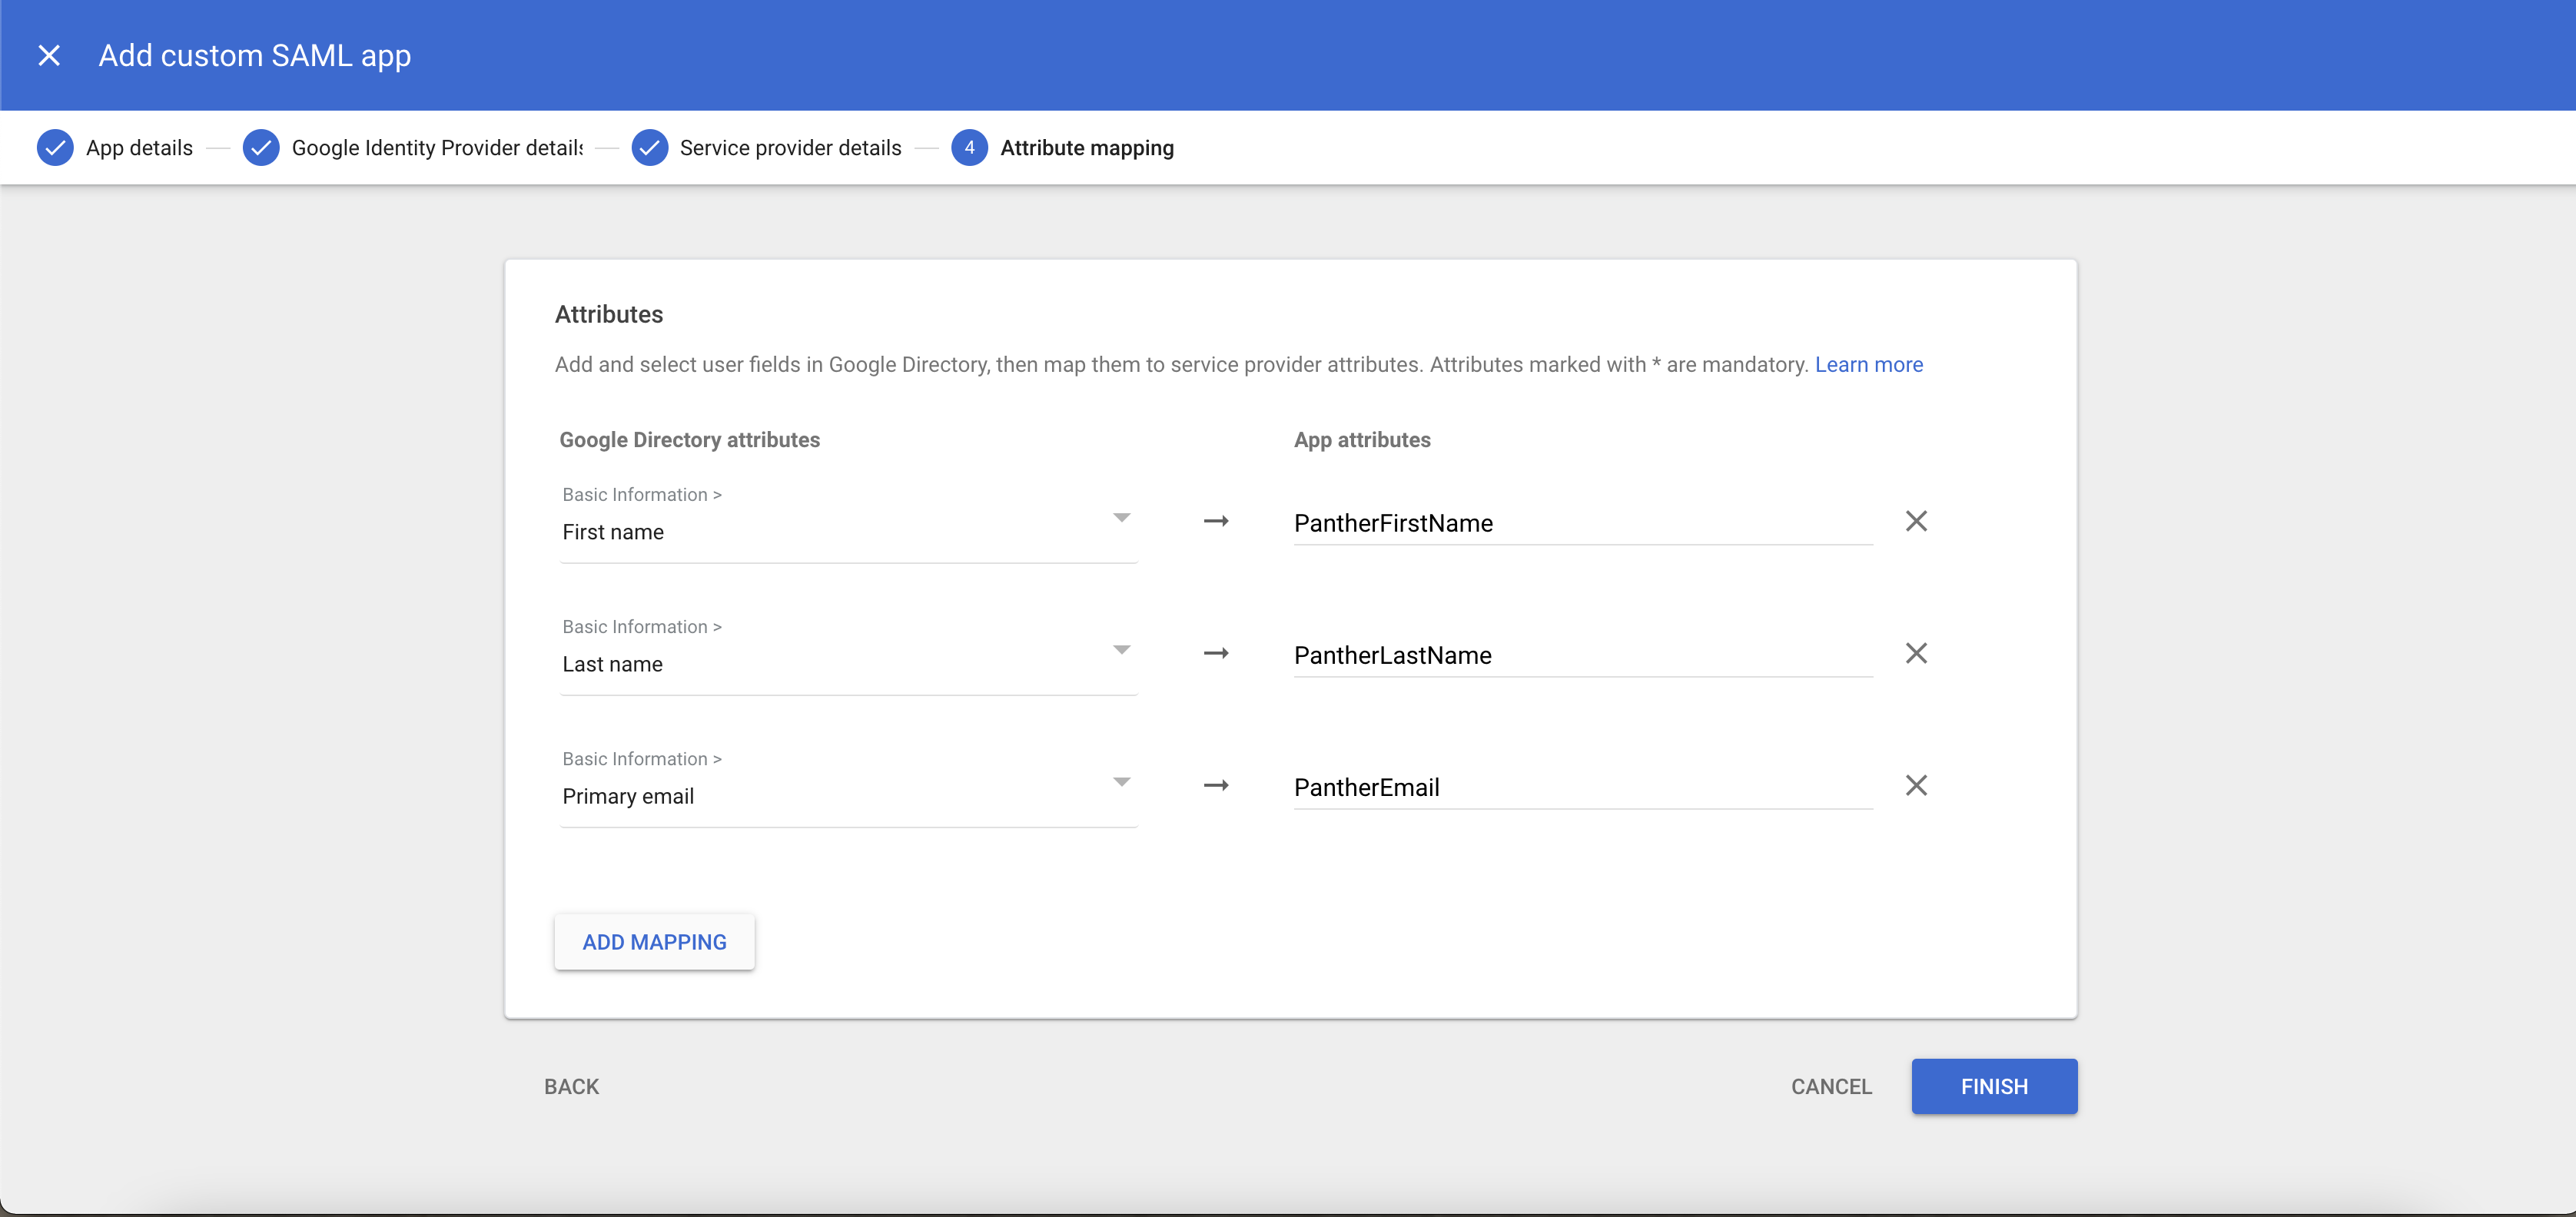 Add custom SAML app
App details
Google Identity Provider details
Service provider details
4 Attribute mapping
Attributes
Add and select user fields in Google Directory, then map them to service provider attributes. Attributes marked with * are mandatory. Learn more
Google Directory attributes
App attributes
Basic Information >
First name
PantherFirstName
Basic Information >
Last name
PantherLastName
Basic Information >
Primary email
PantherEmail
ADD MAPPING
BACK
CANCEL
FINISH